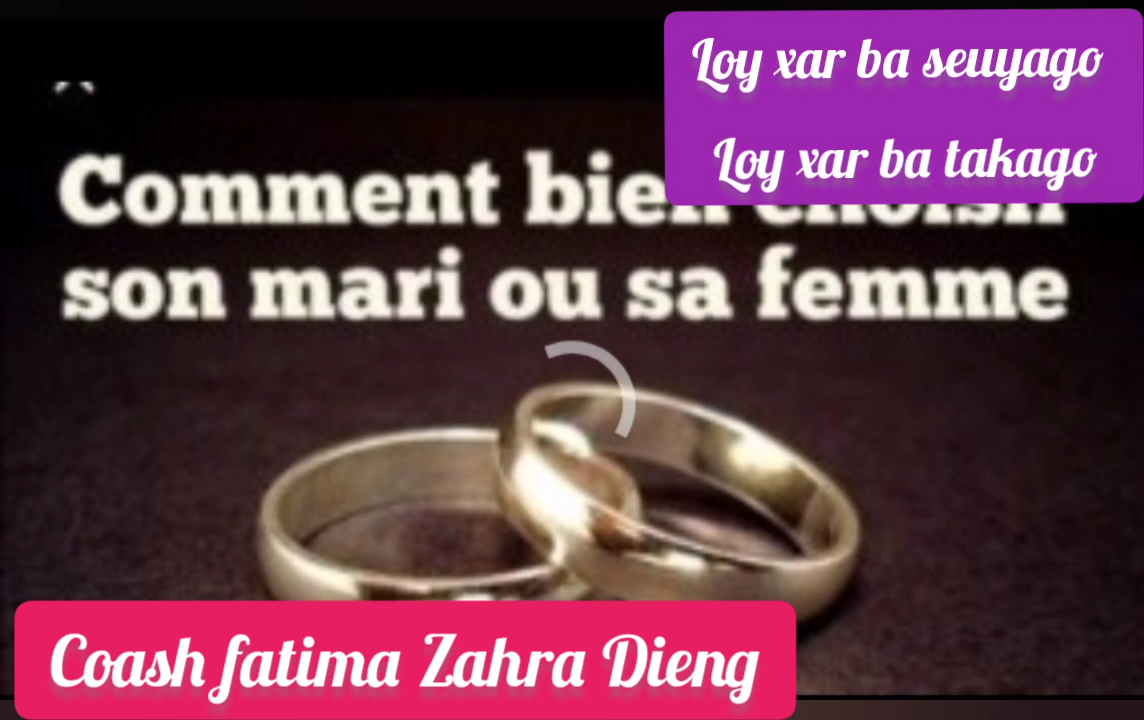 Loy xar ba seuyago
Loy xar ba takago
Comment bien choisir
son mari ou sa femme
Coash fatima Zahra Dieng